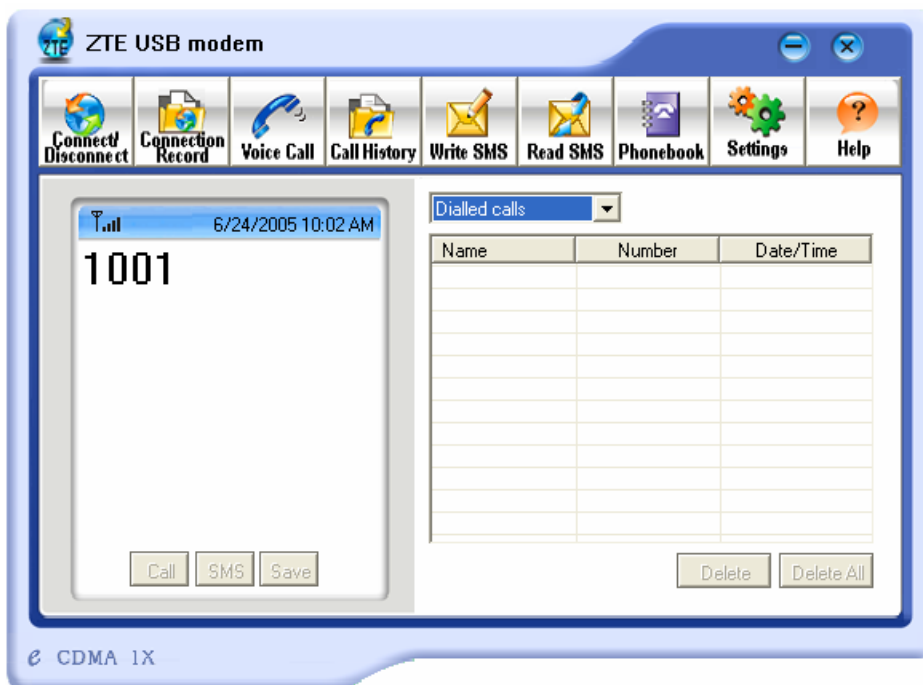 ZTE
ZTE USB modem
Connect/
Disconnect
Connection
Record
Voice Call
Call History
Write SMS
Read SMS
Phonebook
Settings
Help
6/24/2005 10:02 AM
1001
Call
SMS
Save
Dialled calls
Name
Number
Date/Time
Delete
Delete All
e CDMA 1X